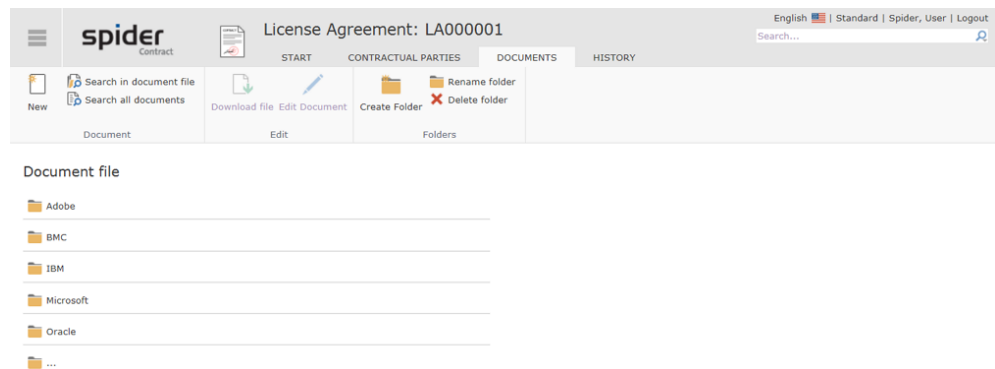 English | Standard | Spider, User | Logout
spider
Contract
License Agreement: LA000001
Search...
START CONTRACTUAL PARTIES DOCUMENTS HISTORY
New
Search in document file
Search all documents
Document
Download file Edit Document
Edit
Create Folder
Rename folder
Delete folder
Folders
Document file
Adobe
BMC
IBM
Microsoft
Oracle
...